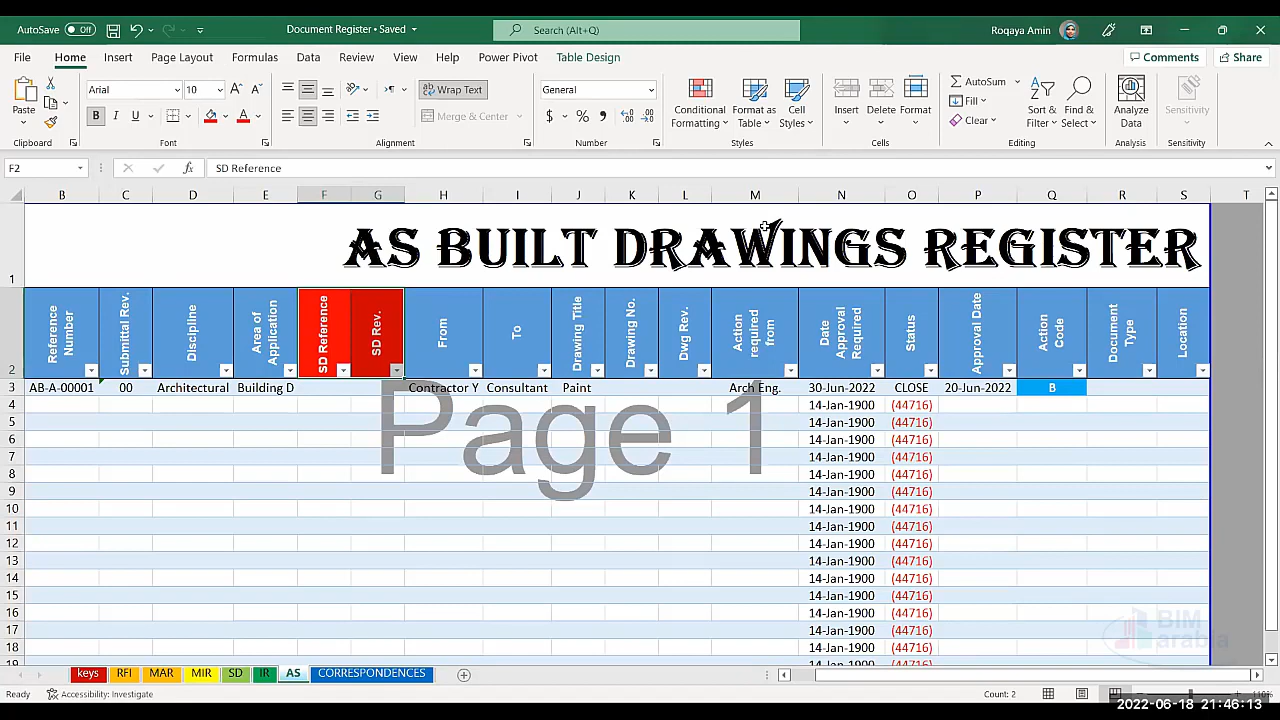 AutoSave Off Document Register • Saved Search (Alt+Q) Roqaya Amin
File Home Insert Page Layout Formulas Data Review View Help Power Pivot Table Design Comments Share
Paste Arial 10 Wrap Text General Conditional Formatting Format as Table Cell Styles Insert Delete Format AutoSum Fill Clear Sort & Filter Find & Select Analyze Data Sensitivity
B I U Merge & Center $ % ,
Clipboard Font Alignment Number Styles Cells Editing Analysis Sensitivity
F2 fx SD Reference
B C D E F G H I J K L M N O P Q R S T
1 AS BUILT DRAWINGS REGISTER
2 Reference Number Submittal Rev. Discipline Area of Application SD Reference SD Rev. From To Drawing Title Drawing No. Dwg Rev. Action required from Date Approval Required Status Approval Date Action Code Document Type Location
3 AB-A-00001 00 Architectural Building D Contractor Y Consultant Paint Arch Eng. 30-Jun-2022 CLOSE 20-Jun-2022 B
4 14-Jan-1900 (44716)
5 14-Jan-1900 (44716)
6 14-Jan-1900 (44716)
7 14-Jan-1900 (44716)
8 14-Jan-1900 (44716)
9 14-Jan-1900 (44716)
10 14-Jan-1900 (44716)
11 14-Jan-1900 (44716)
12 14-Jan-1900 (44716)
13 14-Jan-1900 (44716)
14 14-Jan-1900 (44716)
15 14-Jan-1900 (44716)
16 14-Jan-1900 (44716)
17 14-Jan-1900 (44716)
18 14-Jan-1900 (44716)
19 14-Jan-1900 (44716)
Page 1
BIM
arabia
keys RFI MAR MIR SD IR AS CORRESPONDENCES
Ready Accessibility: Investigate Count: 2 110%
2022-06-18 21:46:13